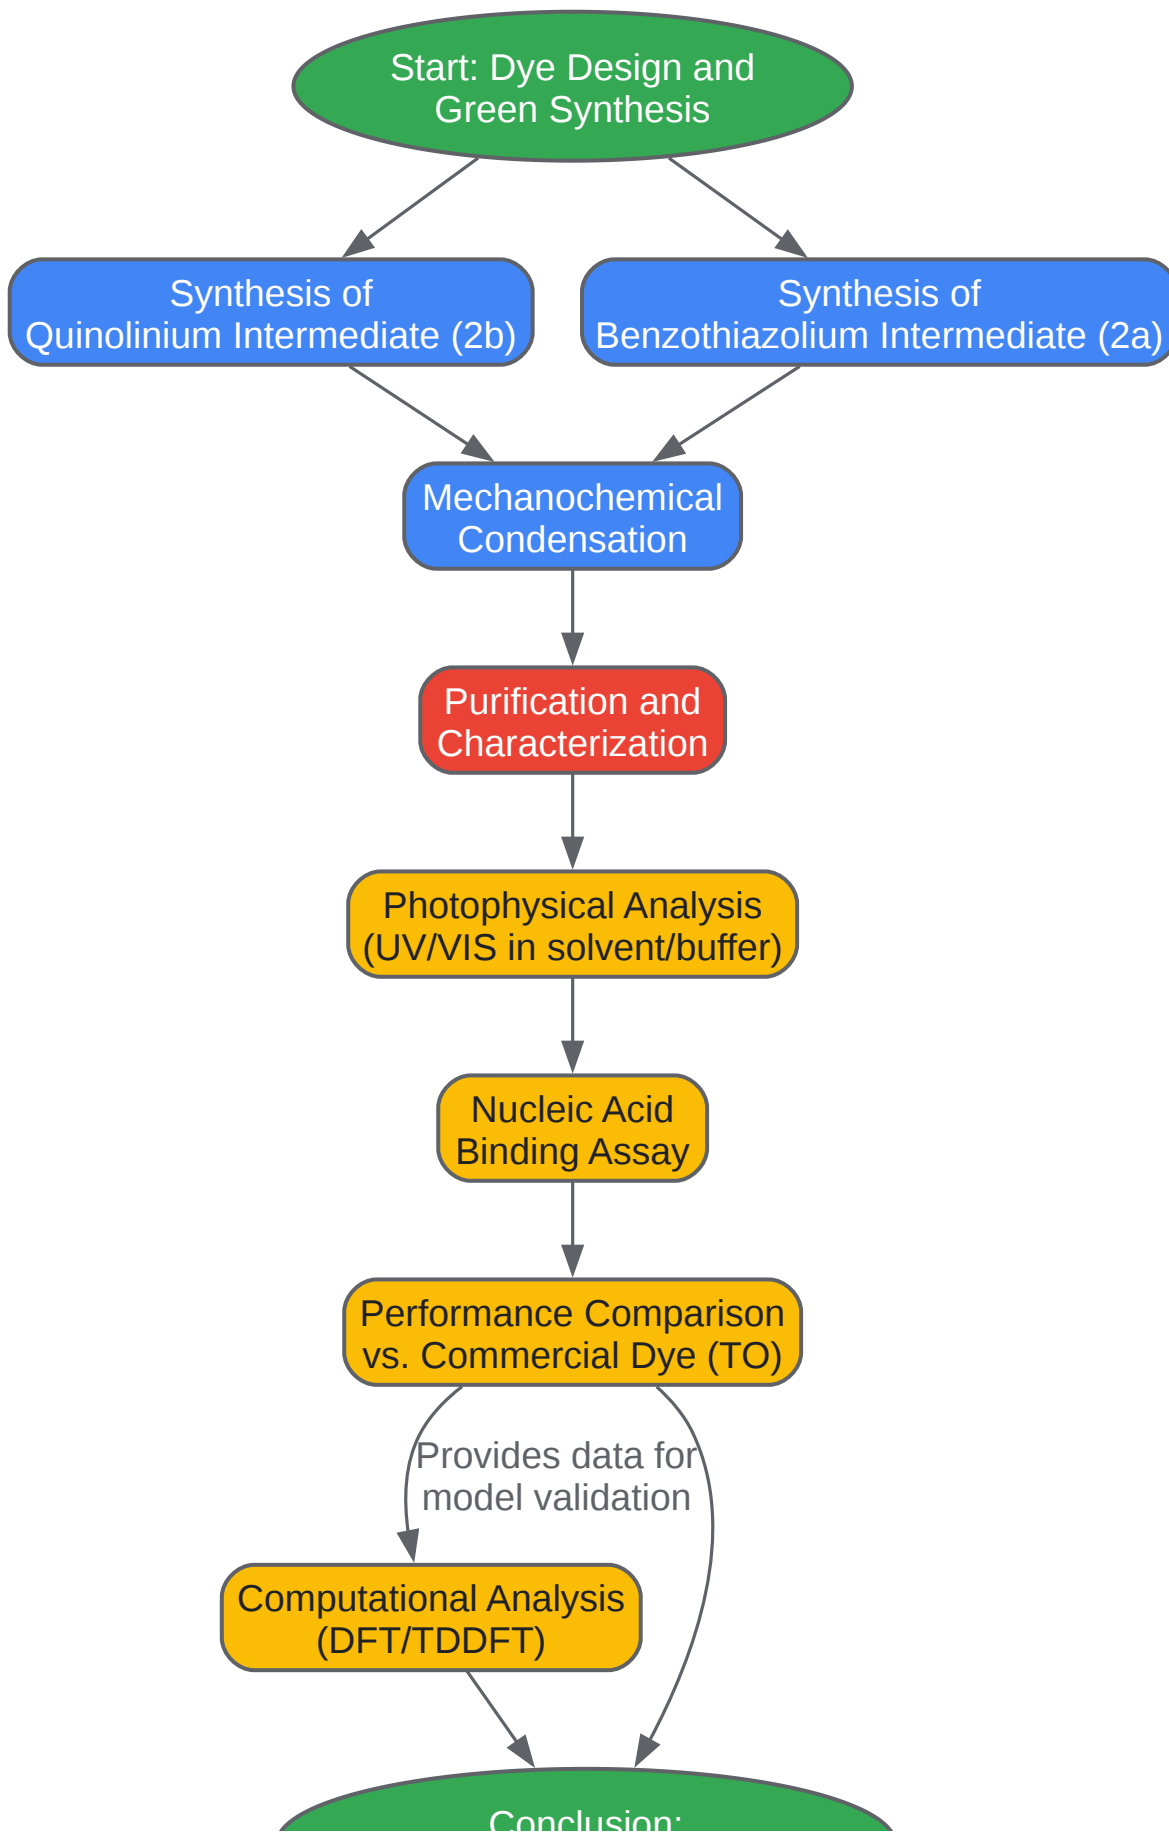 Start: Dye Design and
Green Synthesis
Synthesis of
Quinolinium Intermediate (2b)
Synthesis of
Benzothiazolium Intermediate (2a)
Mechanochemical
Condensation
Purification and
Characterization
Photophysical Analysis
(UV/VIS in solvent/buffer)
Nucleic Acid
Binding Assay
Performance Comparison
vs. Commercial Dye (TO)
Provides data for
model validation
Computational Analysis
(DFT/TDDFT)
Conclusion: